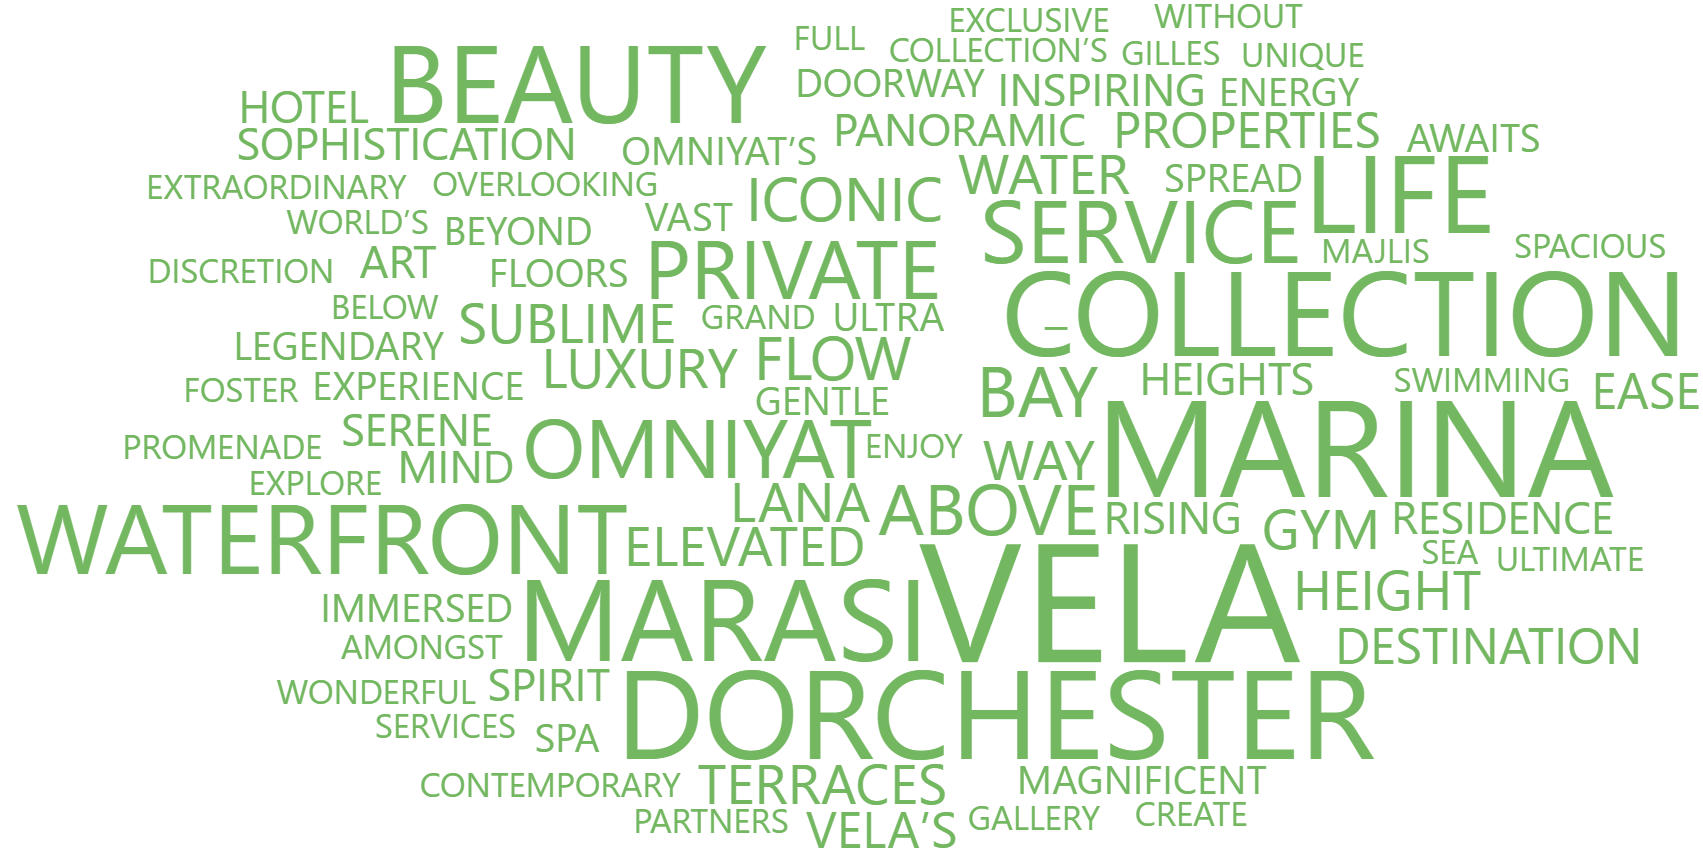 EXCLUSIVE WITHOUT
FULL COLLECTION’S GILLES UNIQUE
BEAUTY DOORWAY INSPIRING ENERGY
HOTEL PANORAMIC PROPERTIES AWAITS
SOPHISTICATION OMNIYAT’S WATER SPREAD LIFE
EXTRAORDINARY OVERLOOKING ICONIC
WORLD’S BEYOND VAST SERVICE MAJLIS SPACIOUS
DISCRETION ART FLOORS PRIVATE
BELOW SUBLIME GRAND ULTRA – COLLECTION
LEGENDARY LUXURY FLOW
FOSTER EXPERIENCE GENTLE BAY HEIGHTS SWIMMING EASE
PROMENADE SERENE OMNIYAT ENJOY WAY MARINA
EXPLORE MIND
WATERFRONT LANA ABOVE RISING GYM RESIDENCE
ELEVATED SEA ULTIMATE
IMMERSED MARASI VELA HEIGHT
AMONGST DESTINATION
WONDERFUL SPIRIT DORCHESTER
SERVICES SPA
CONTEMPORARY TERRACES MAGNIFICENT
PARTNERS VELA’S GALLERY CREATE